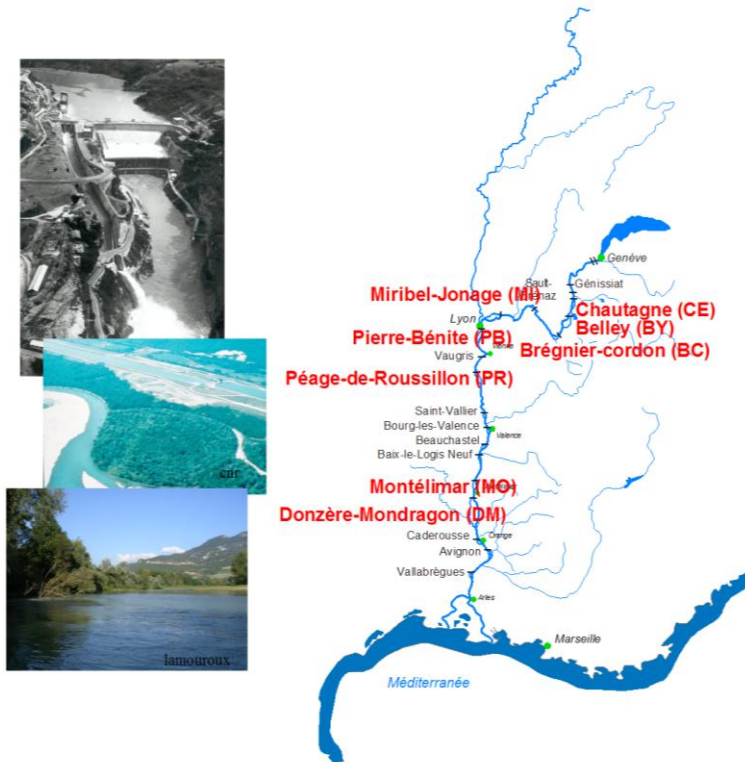 Genève
Sault-
Génissiat
Miribel-Jonage (MI)
Chautagne (CE)
Lyon
Belley (BY)
Pierre-Bénite (PB)
Brégnier-cordon (BC)
Vaugris
Péage-de-Roussillon (PR)
Saint-Vallier
Bourg-les-Valence
Valence
Beauchastel
Baix-le-Logis Neuf
cnr
Montélimar (MO)
Donzère-Mondragon (DM)
Caderousse
Orange
Avignon
Vallabrègues
Arles
Marseille
lamouroux
Méditerranée